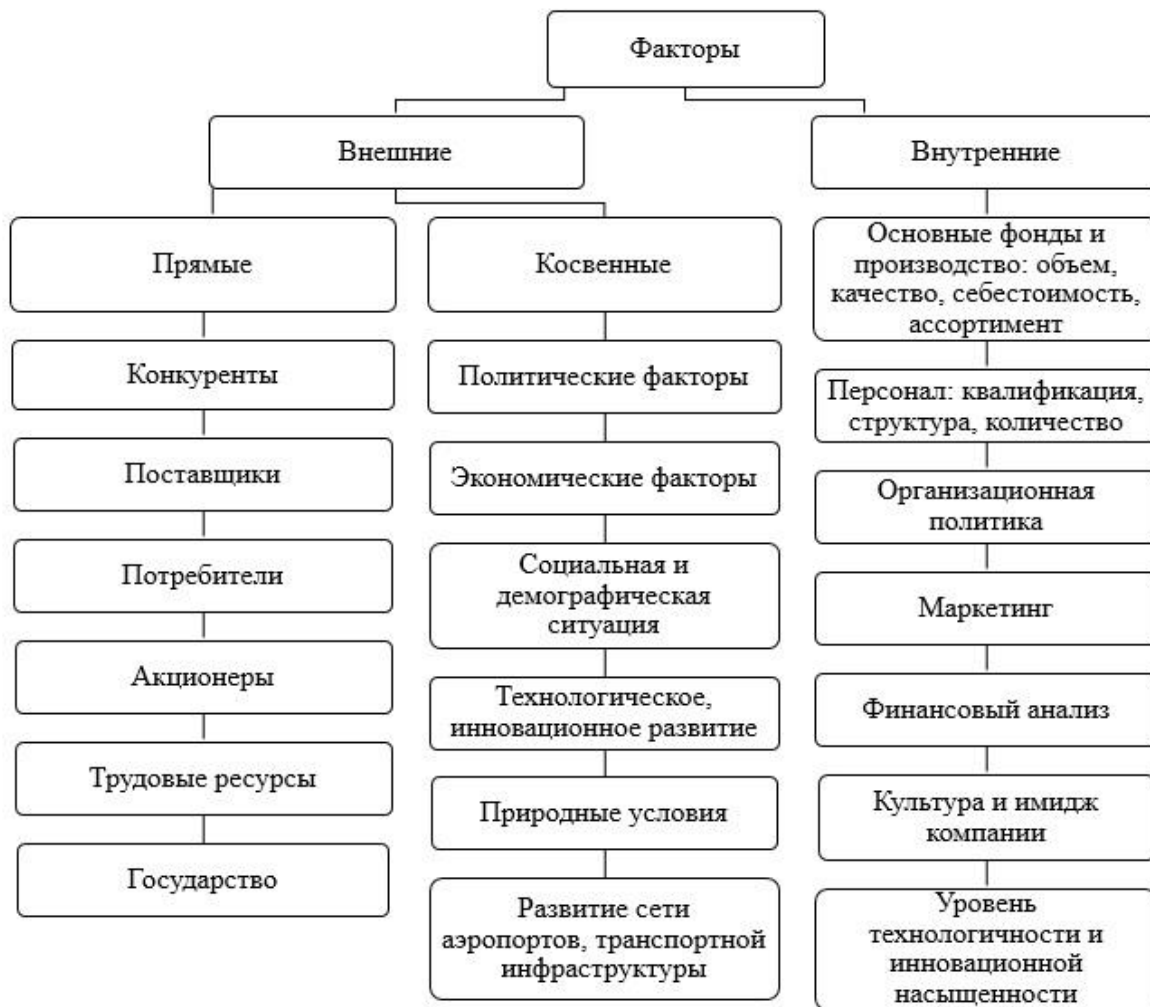 Факторы
Внешние
Внутренние
Прямые
Конкуренты
Поставщики
Потребители
Акционеры
Трудовые ресурсы
Государство
Косвенные
Политические факторы
Экономические факторы
Социальная и
демографическая
ситуация
Технологическое,
инновационное развитие
Природные условия
Развитие сети
аэропортов, транспортной
инфраструктуры
Основные фонды и
производство: объем,
качество, себестоимость,
ассортимент
Персонал: квалификация,
структура, количество
Организационная
политика
Маркетинг
Финансовый анализ
Культура и имидж
компании
Уровень
технологичности и
инновационной
насыщенности